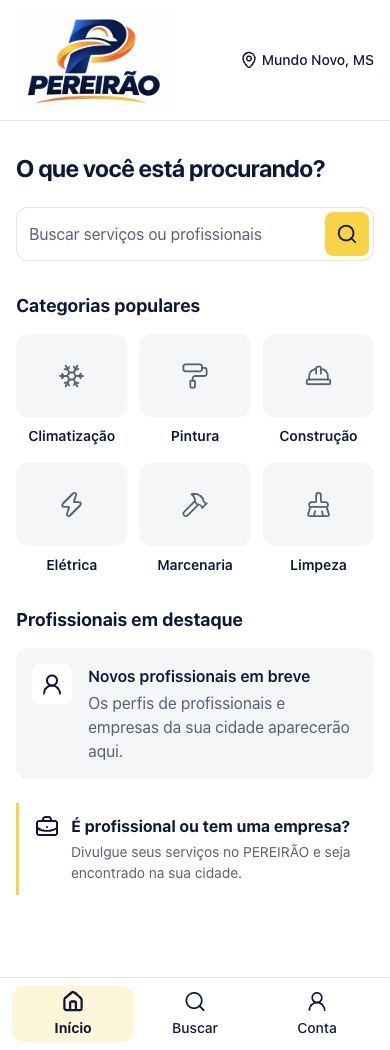 PEREIRÃO
Mundo Novo, MS
O que você está procurando?
Buscar serviços ou profissionais
Categorias populares
Climatização
Pintura
Construção
Elétrica
Marcenaria
Limpeza
Profissionais em destaque
Novos profissionais em breve
Os perfis de profissionais e
empresas da sua cidade aparecerão
aqui.
É profissional ou tem uma empresa?
Divulgue seus serviços no PEREIRÃO e seja
encontrado na sua cidade.
Início
Buscar
Conta